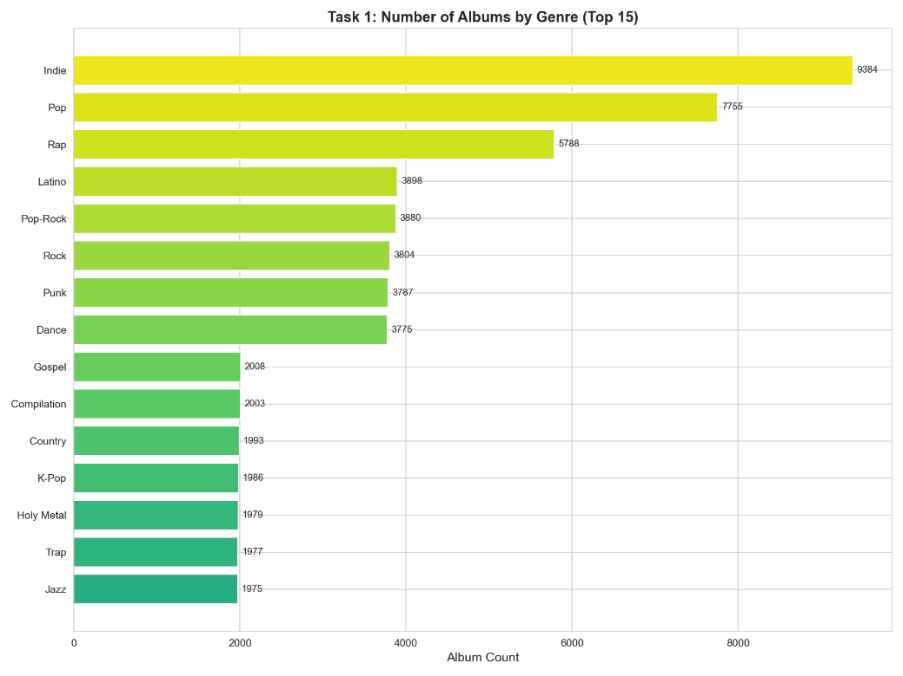 Task 1: Number of Albums by Genre (Top 15)
Indie 9384
Pop 7755
Rap 5788
Latino 3898
Pop-Rock 3880
Rock 3804
Punk 3787
Dance 3775
Gospel 2008
Compilation 2003
Country 1993
K-Pop 1986
Holy Metal 1979
Trap 1977
Jazz 1975
0 2000 4000 6000 8000
Album Count